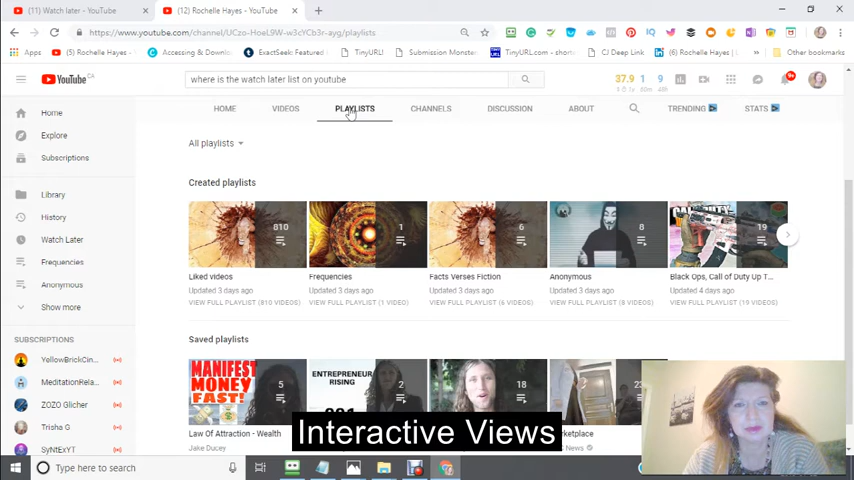 (11) Watch later - YouTube
(12) Rochelle Hayes - YouTube
https://www.youtube.com/channel/UCzo-HoeL9W-w3cYCb3r-ayg/playlists
Apps
(5) Rochelle Hayes
Accessing & Downlo
ExactSeek: Featured
TinyURL!
Submission Monster
TinyURL.com - short
CJ Deep Link
(6) LinkedIn
Other bookmarks
YouTube CA
where is the watch later list on youtube
37.9 1 9
9+
HOME VIDEOS PLAYLISTS CHANNELS DISCUSSION ABOUT TRENDING STATS
Home
Explore
Subscriptions
Library
History
Watch Later
Frequencies
Anonymous
Show more
SUBSCRIPTIONS
YellowBrickCin...
MeditationRela...
ZOZO Glicher
Trisha G
SyNtEXYT
All playlists
Created playlists
810
1
6
8
19
Liked videos
Frequencies
Facts Verses Fiction
Anonymous
Black Ops, Call of Duty Up T...
Updated 3 days ago
Updated 3 days ago
Updated 3 days ago
Updated 3 days ago
Updated 4 days ago
VIEW FULL PLAYLIST (810 VIDEOS)
VIEW FULL PLAYLIST (1 VIDEO)
VIEW FULL PLAYLIST (6 VIDEOS)
VIEW FULL PLAYLIST (8 VIDEOS)
VIEW FULL PLAYLIST (19 VIDEOS)
Saved playlists
MANIFEST
MONEY
FAST!
5
ENTREPRENEUR
RISING
2
18
23
Law Of Attraction - Wealth
Jake Ducey
Interactive Views
Type here to search